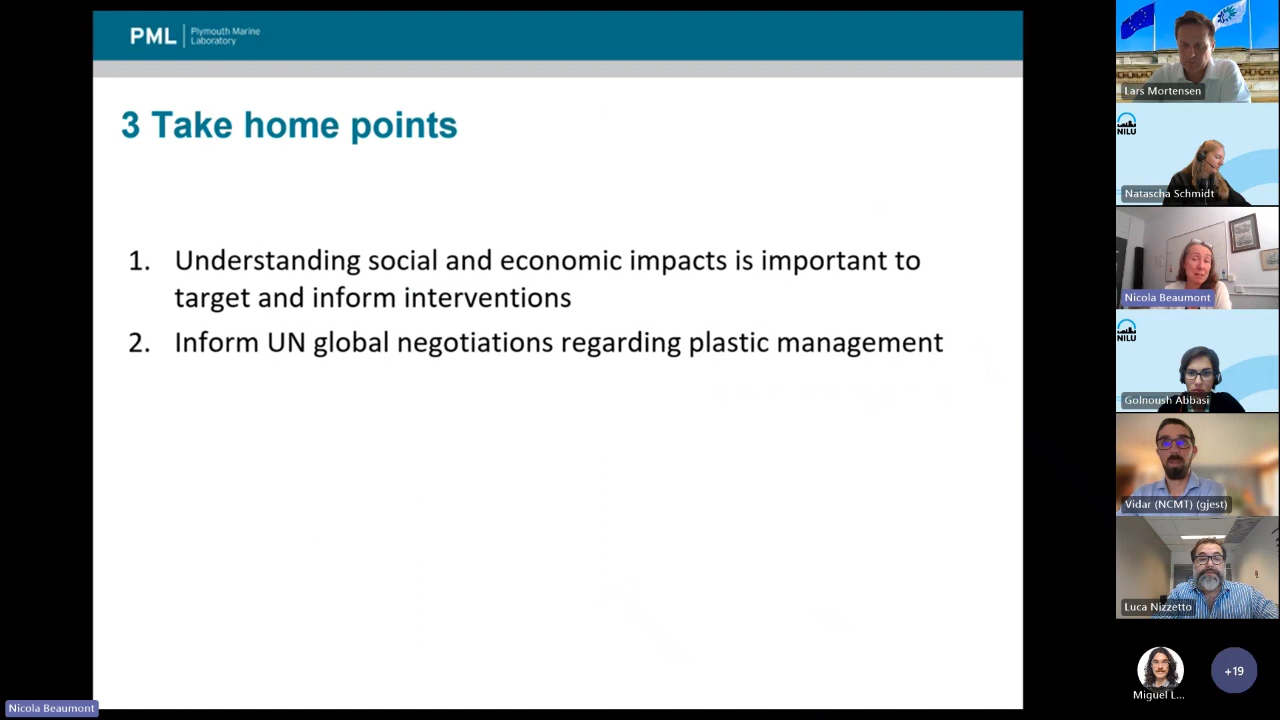 PML | Plymouth Marine
Laboratory
3 Take home points
1. Understanding social and economic impacts is important to
target and inform interventions
2. Inform UN global negotiations regarding plastic management
Nicola Beaumont
Lars Mortensen
NILU
Natascha Schmidt
Nicola Beaumont
NILU
Golnoush Abbasi
Vidar (NCMT) (gjest)
Luca Nizzetto
Miguel L...
+19